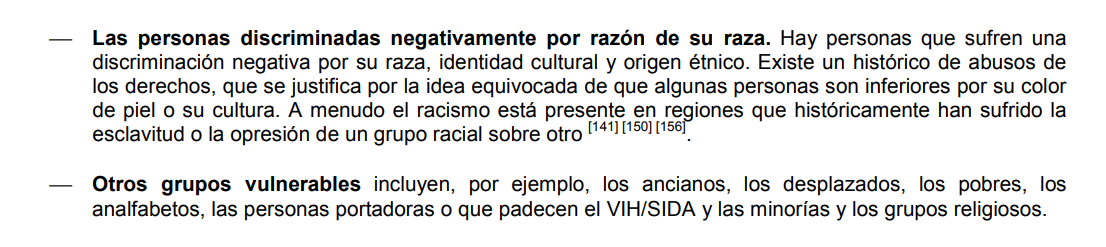 — Las personas discriminadas negativamente por razón de su raza. Hay personas que sufren una
discriminación negativa por su raza, identidad cultural y origen étnico. Existe un histórico de abusos de
los derechos, que se justifica por la idea equivocada de que algunas personas son inferiores por su color
de piel o su cultura. A menudo el racismo está presente en regiones que históricamente han sufrido la
esclavitud o la opresión de un grupo racial sobre otro [141] [150] [156].
— Otros grupos vulnerables incluyen, por ejemplo, los ancianos, los desplazados, los pobres, los
analfabetos, las personas portadoras o que padecen el VIH/SIDA y las minorías y los grupos religiosos.